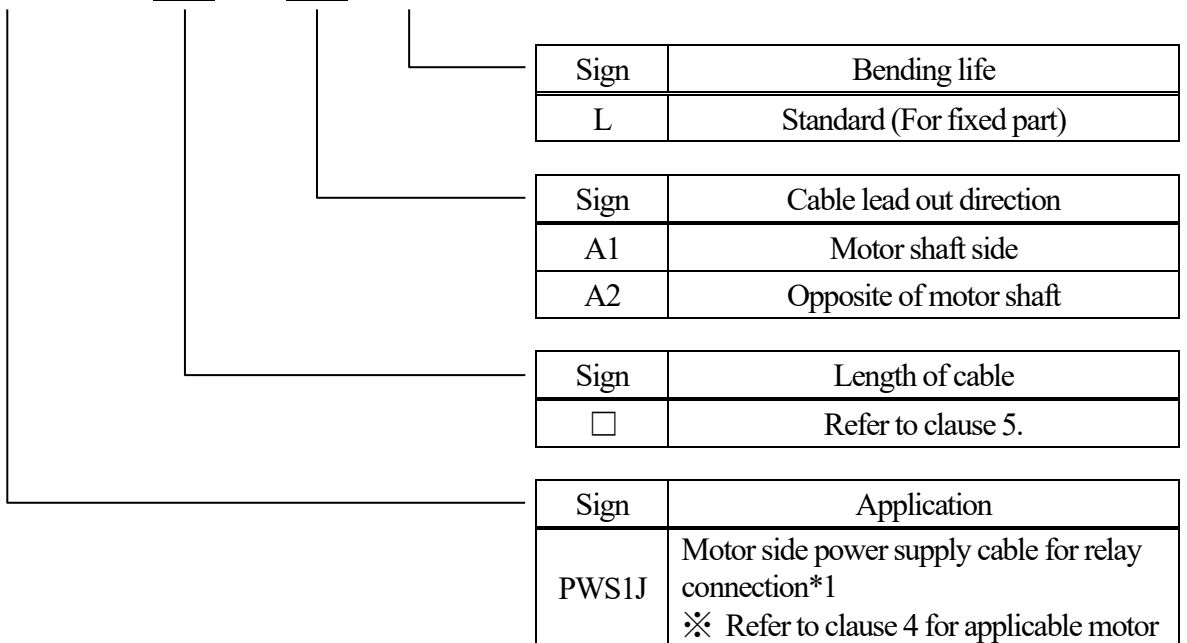 Sign Bending life
L Standard (For fixed part)
Sign Cable lead out direction
A1 Motor shaft side
A2 Opposite of motor shaft
Sign Length of cable
□ Refer to clause 5.
Sign Application
PWS1J Motor side power supply cable for relay
connection*1
※ Refer to clause 4 for applicable motor